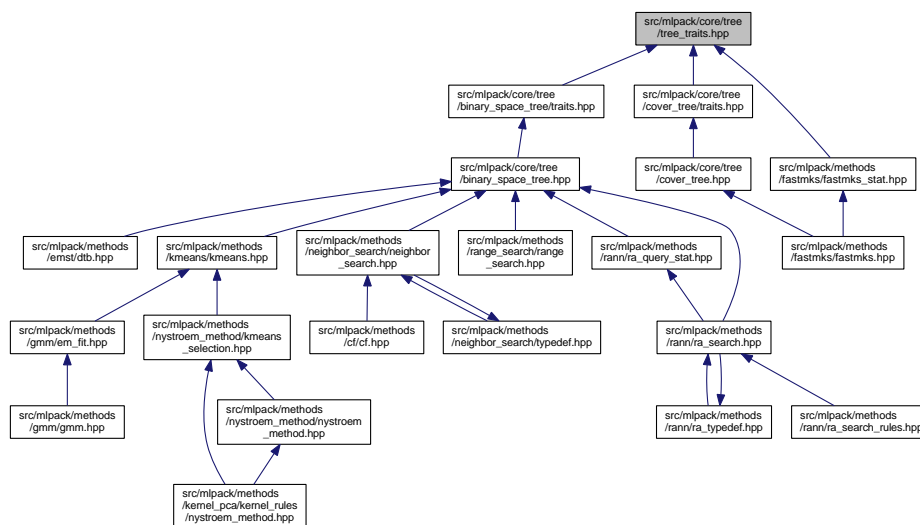 src/mlpack/core/tree
/tree_traits.hpp
src/mlpack/core/tree
/binary_space_tree/traits.hpp
src/mlpack/core/tree
/cover_tree/traits.hpp
src/mlpack/core/tree
/binary_space_tree.hpp
src/mlpack/core/tree
/cover_tree.hpp
src/mlpack/methods
/fastmks/fastmks_stat.hpp
src/mlpack/methods
/emst/dtb.hpp
src/mlpack/methods
/kmeans/kmeans.hpp
src/mlpack/methods
/neighbor_search/neighbor
_search.hpp
src/mlpack/methods
/range_search/range
_search.hpp
src/mlpack/methods
/rann/ra_query_stat.hpp
src/mlpack/methods
/fastmks/fastmks.hpp
src/mlpack/methods
/gmm/em_fit.hpp
src/mlpack/methods
/nystroem_method/kmeans
_selection.hpp
src/mlpack/methods
/cf/cf.hpp
src/mlpack/methods
/neighbor_search/typedef.hpp
src/mlpack/methods
/rann/ra_search.hpp
src/mlpack/methods
/gmm/gmm.hpp
src/mlpack/methods
/nystroem_method/nystroem
_method.hpp
src/mlpack/methods
/rann/ra_typedef.hpp
src/mlpack/methods
/rann/ra_search_rules.hpp
src/mlpack/methods
/kernel_pca/kernel_rules
/nystroem_method.hpp